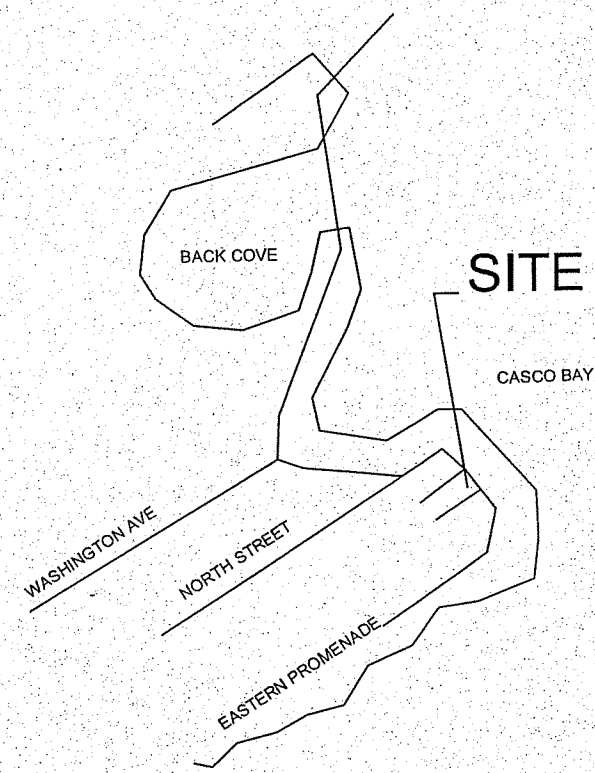 BACK COVE
SITE
CASCO BAY
WASHINGTON AVE
NORTH STREET
EASTERN PROMENADE